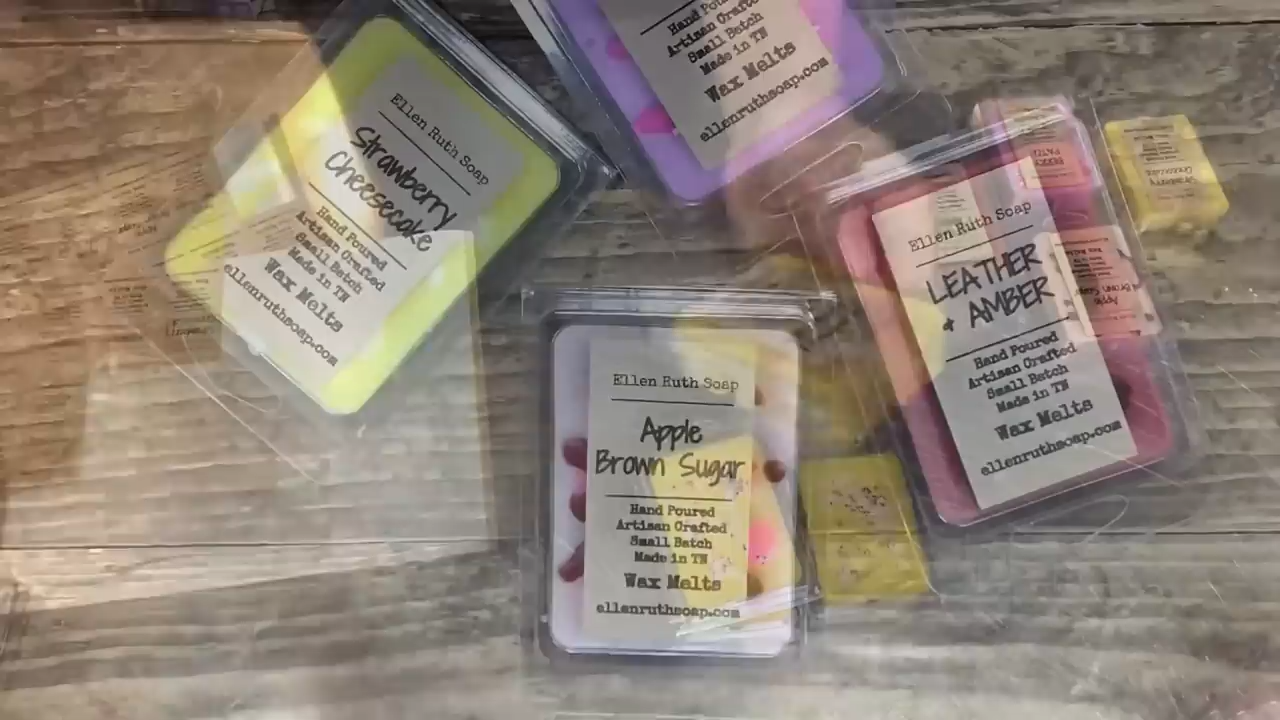 Ellen Ruth Soap
Strawberry
Cheesecake
Hand Poured
Artisan Crafted
Small Batch
Made in TN
Wax Melts
ellenruthsoap.com
Artisan Crafted
Small Batch
Made in TN
Wax Melts
ellenruthsoap.com
Ellen Ruth Soap
LEATHER
& AMBER
Hand Poured
Artisan Crafted
Small Batch
Made in TN
Wax Melts
ellenruthsoap.com
Ellen Ruth Soap
Apple
Brown Sugar
Hand Poured
Artisan Crafted
Small Batch
Made in TN
Wax Melts
ellenruthsoap.com